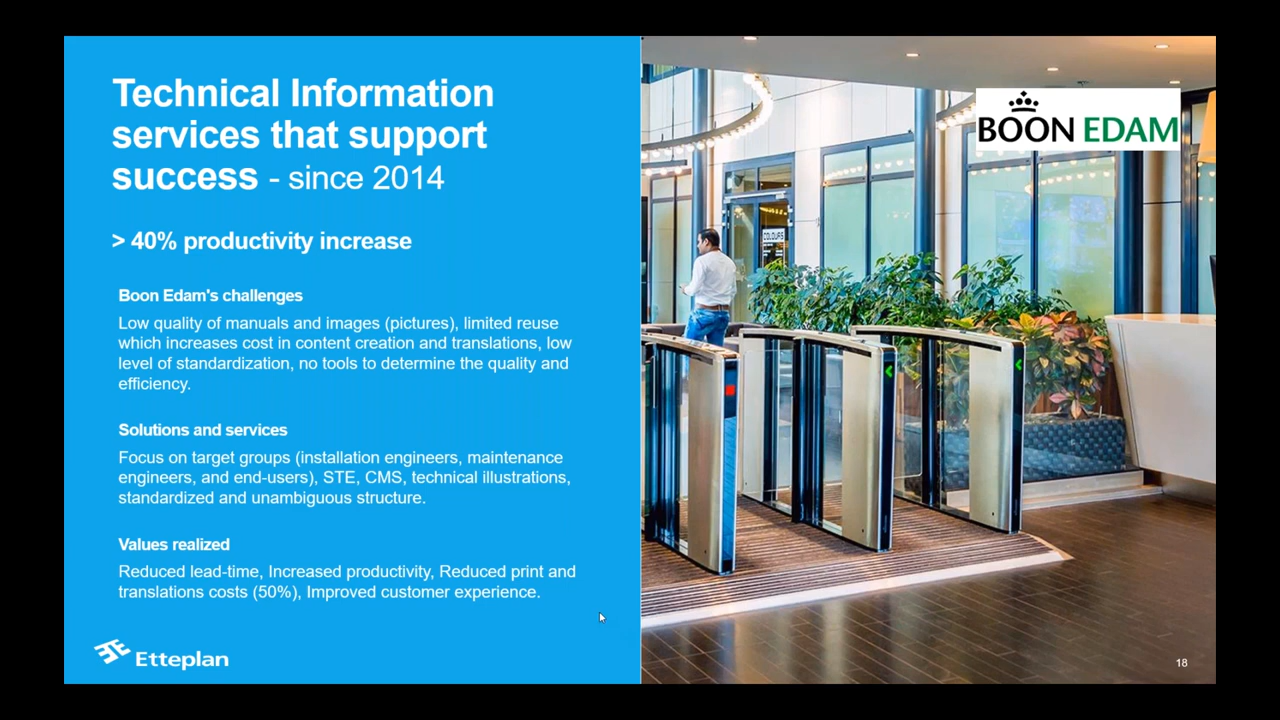 Technical Information
services that support
success - since 2014
> 40% productivity increase
Boon Edam's challenges
Low quality of manuals and images (pictures), limited reuse
which increases cost in content creation and translations, low
level of standardization, no tools to determine the quality and
efficiency.
Solutions and services
Focus on target groups (installation engineers, maintenance
engineers, and end-users), STE, CMS, technical illustrations,
standardized and unambiguous structure.
Values realized
Reduced lead-time, Increased productivity, Reduced print and
translations costs (50%), Improved customer experience.
Etteplan
BOON EDAM
COLOURS
18